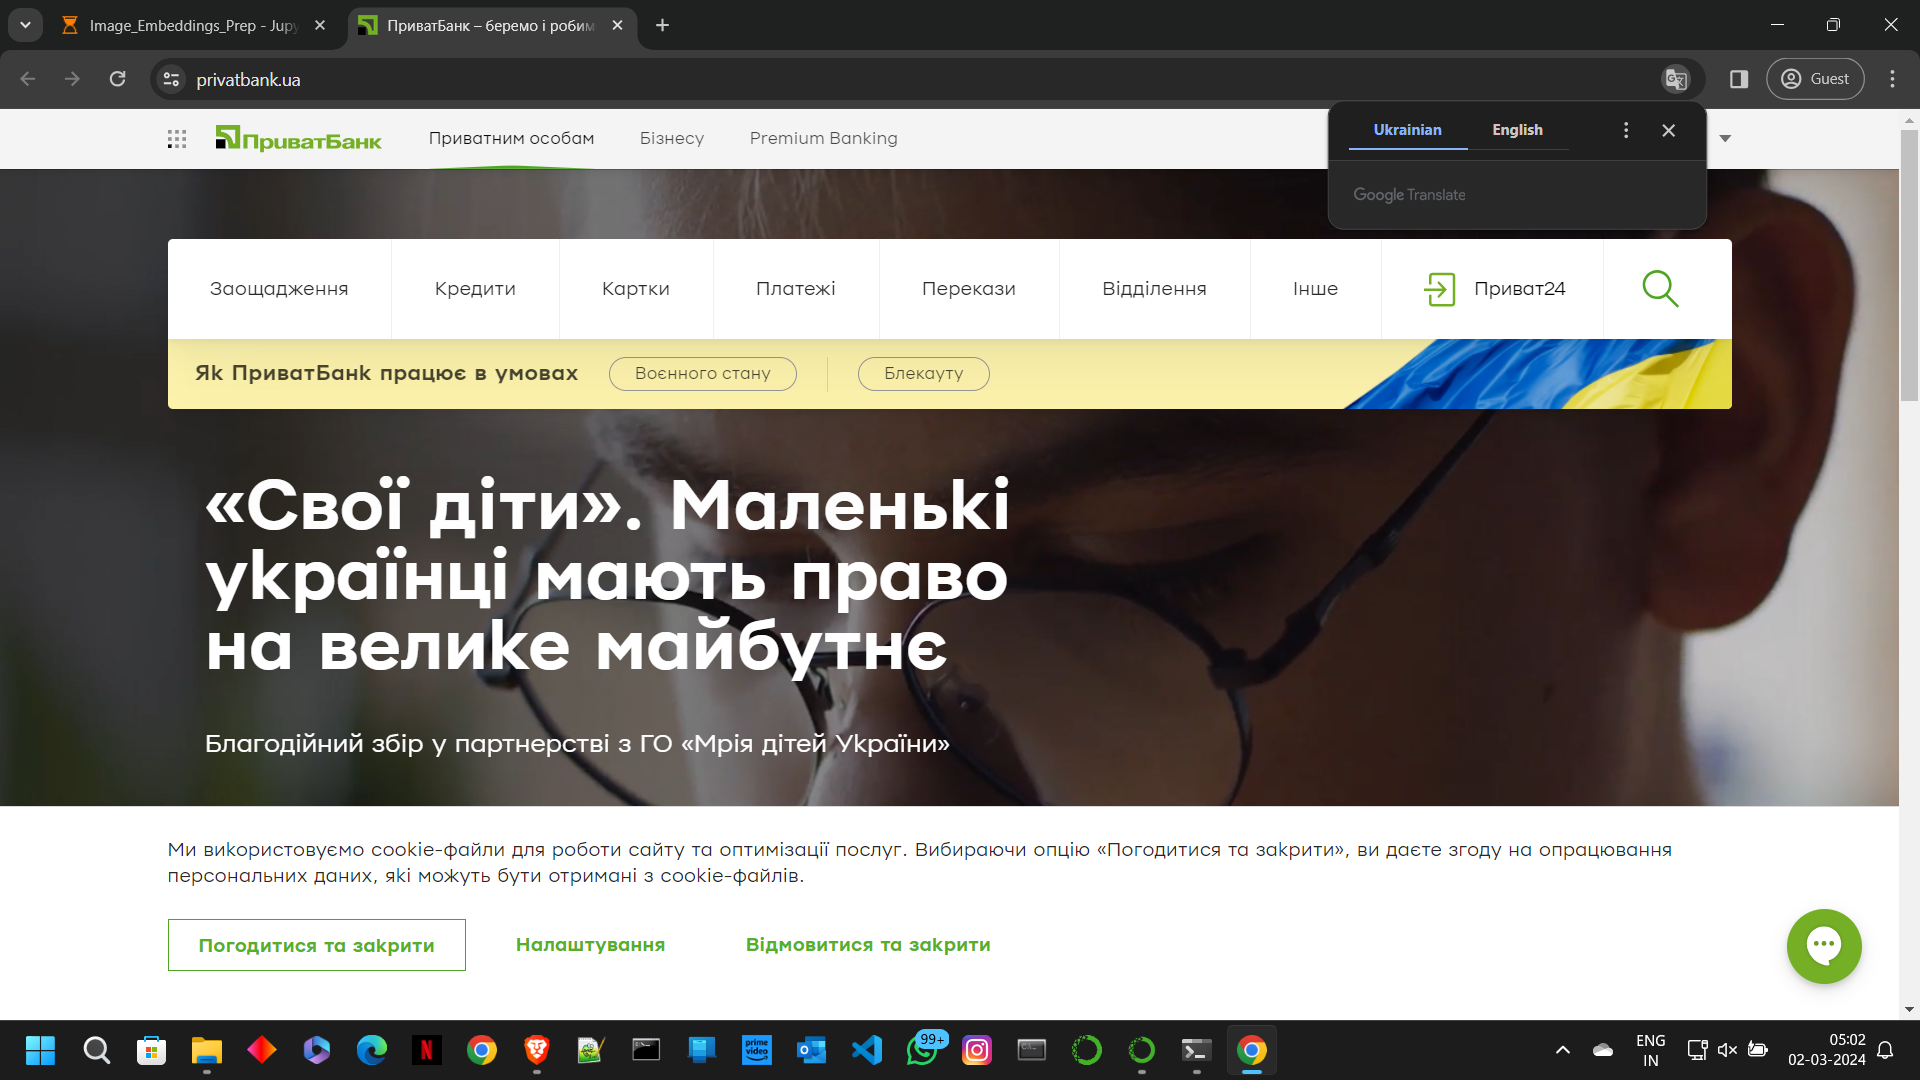 Image_Embeddings_Prep - Jupy
ПриватБанк – беремо і робим
privatbank.ua
Guest
Ukrainian
English
Google Translate
ПриватБанк
Приватним особам
Бізнесу
Premium Banking
Заощадження
Кредити
Картки
Платежі
Перекази
Відділення
Інше
Приват24
Як ПриватБанк працює в умовах
Воєнного стану
Блекауту
«Свої діти». Маленькі
українці мають право
на велике майбутнє
Благодійний збір у партнерстві з ГО «Мрія дітей України»
Ми використовуємо cookie-файли для роботи сайту та оптимізації послуг. Вибираючи опцію «Погодитися та закрити», ви даєте згоду на опрацювання
персональних даних, які можуть бути отримані з cookie-файлів.
Погодитися та закрити
Налаштування
Відмовитися та закрити
prime video
99+
ENG
IN
05:02
02-03-2024